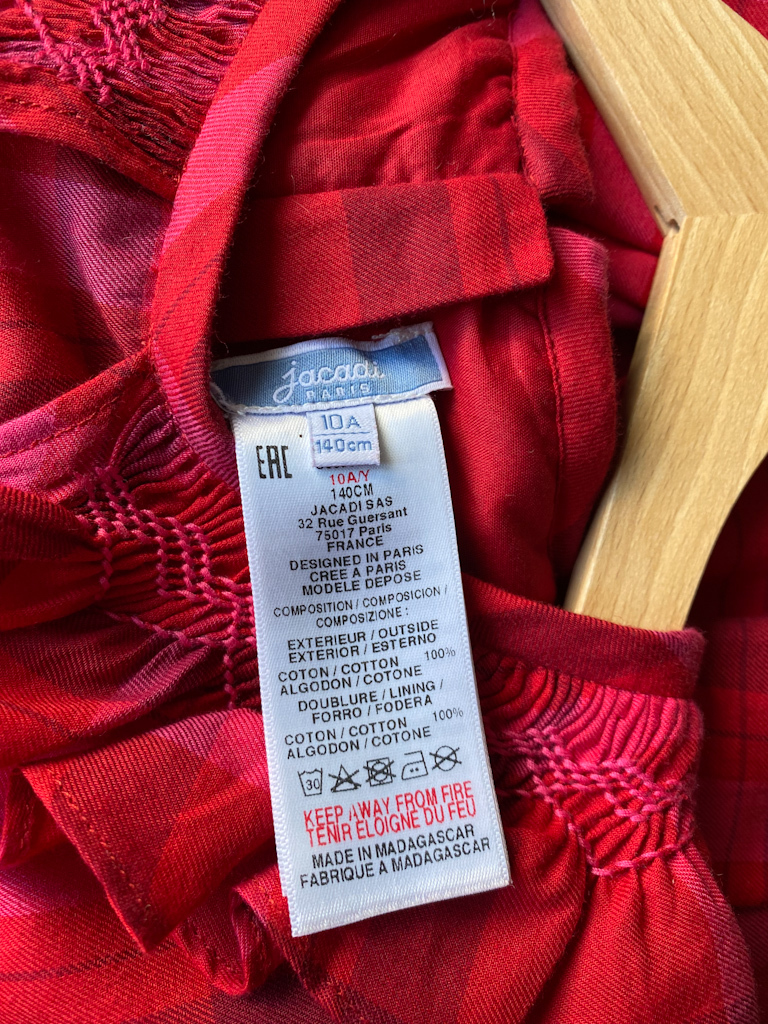 jacadi
PARIS
10A
140cm
EAC
10A/Y
140CM
JACADI SAS
32 Rue Guersant
75017 Paris
FRANCE
DESIGNED IN PARIS
CREE A PARIS
MODELE DEPOSE
COMPOSITION / COMPOSICION /
COMPOSIZIONE :
EXTERIEUR / OUTSIDE
EXTERIOR / ESTERNO
100%
COTON / COTTON
ALGODON / COTONE
DOUBLURE / LINING /
FORRO / FODERA
100%
COTON / COTTON
ALGODON / COTONE
30
KEEP AWAY FROM FIRE
TENIR ELOIGNE DU FEU
MADE IN MADAGASCAR
FABRIQUE A MADAGASCAR